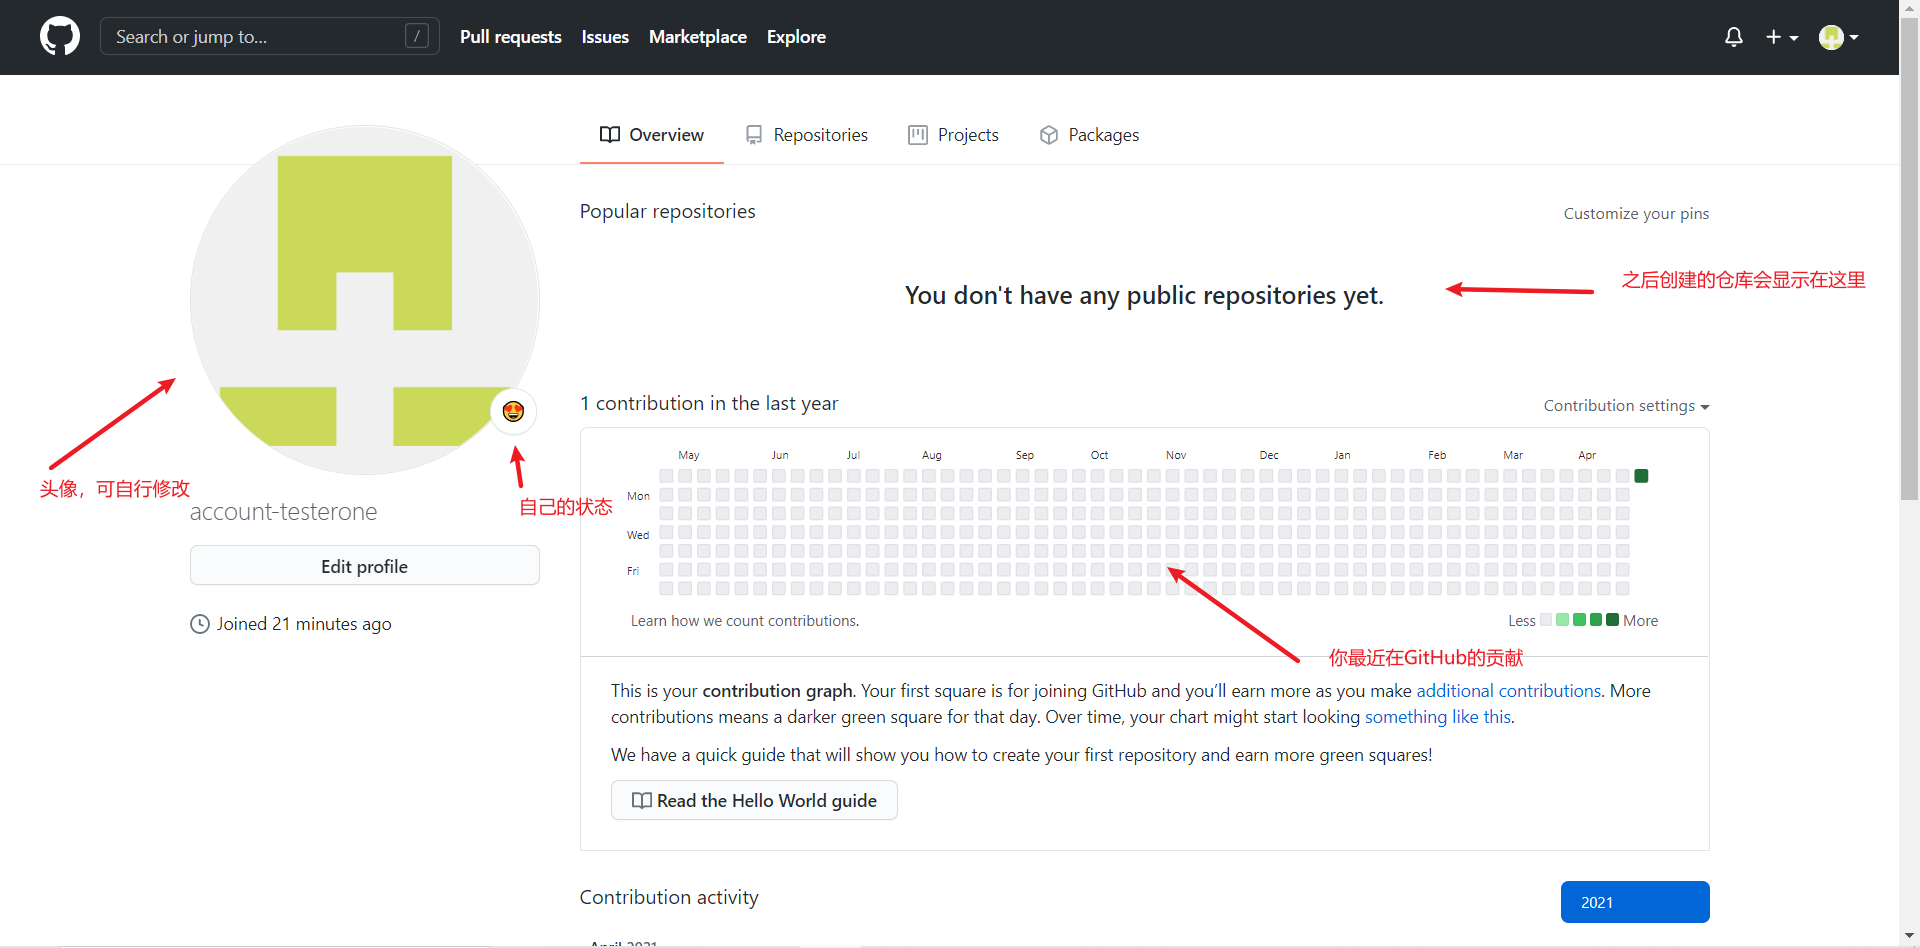 Search or jump to...
/
Pull requests
Issues
Marketplace
Explore
Overview
Repositories
Projects
Packages
Popular repositories
Customize your pins
You don't have any public repositories yet.
之后创建的仓库会显示在这里
头像，可自行修改
自己的状态
account-testerone
Edit profile
Joined 21 minutes ago
1 contribution in the last year
Contribution settings
May Jun Jul Aug Sep Oct Nov Dec Jan Feb Mar Apr
Mon
Wed
Fri
Learn how we count contributions.
Less
More
你最近在GitHub的贡献
This is your contribution graph. Your first square is for joining GitHub and you’ll earn more as you make additional contributions. More
contributions means a darker green square for that day. Over time, your chart might start looking something like this.
We have a quick guide that will show you how to create your first repository and earn more green squares!
Read the Hello World guide
Contribution activity
2021
April 2021